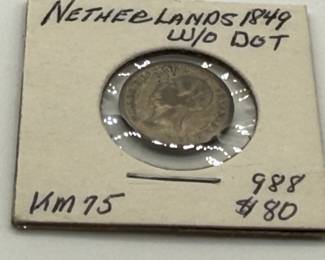 NETHERLANDS 1849
W/O DOT
KM 75
988
$80